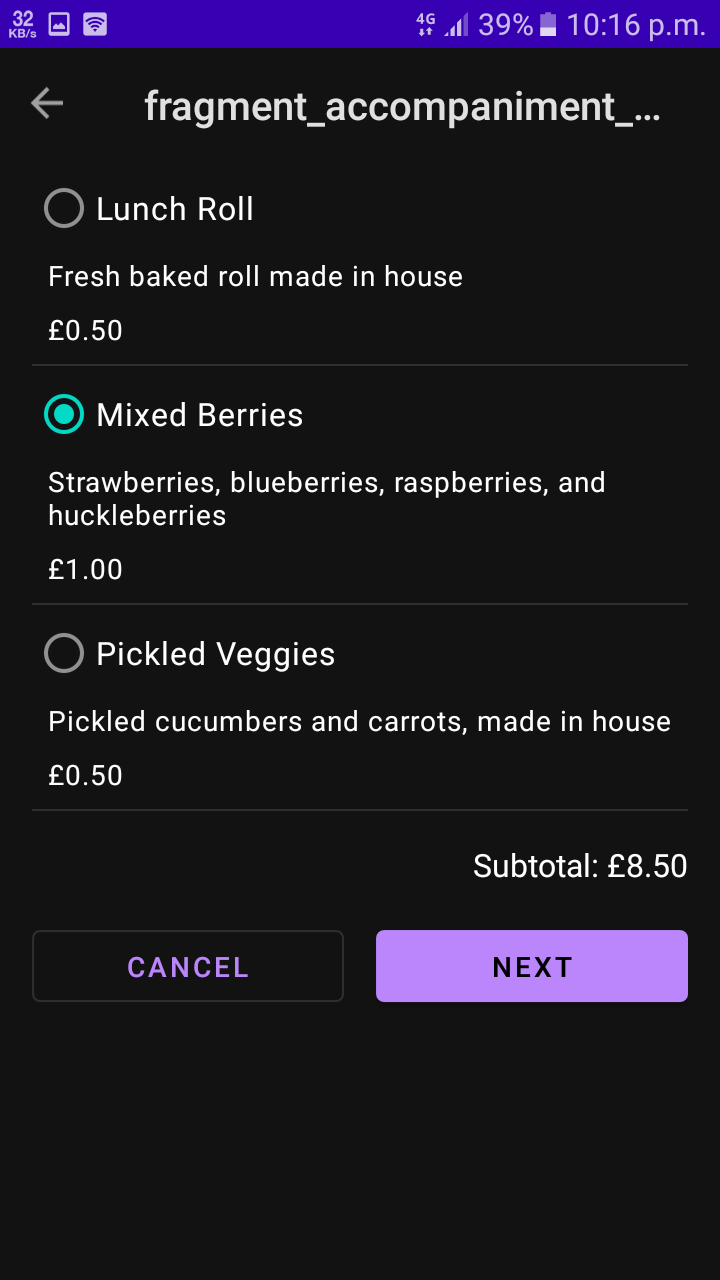 32
KB/s
4G 39% 10:16 p.m.
fragment_accompaniment_...
Lunch Roll
Fresh baked roll made in house
£0.50
Mixed Berries
Strawberries, blueberries, raspberries, and
huckleberries
£1.00
Pickled Veggies
Pickled cucumbers and carrots, made in house
£0.50
Subtotal: £8.50
CANCEL
NEXT